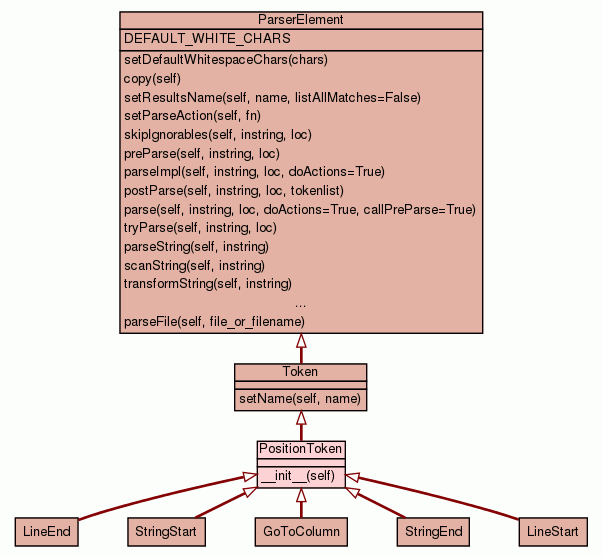 ParserElement
DEFAULT_WHITE_CHARS
setDefaultWhitespaceChars(chars)
copy(self)
setResultsName(self, name, listAllMatches=False)
setParseAction(self, fn)
skipIgnorables(self, instring, loc)
preParse(self, instring, loc)
parseImpl(self, instring, loc, doActions=True)
postParse(self, instring, loc, tokenlist)
parse(self, instring, loc, doActions=True, callPreParse=True)
tryParse(self, instring, loc)
parseString(self, instring)
scanString(self, instring)
transformString(self, instring)
...
parseFile(self, file_or_filename)
Token
setName(self, name)
PositionToken
__init__(self)
LineEnd StringStart GoToColumn StringEnd LineStart